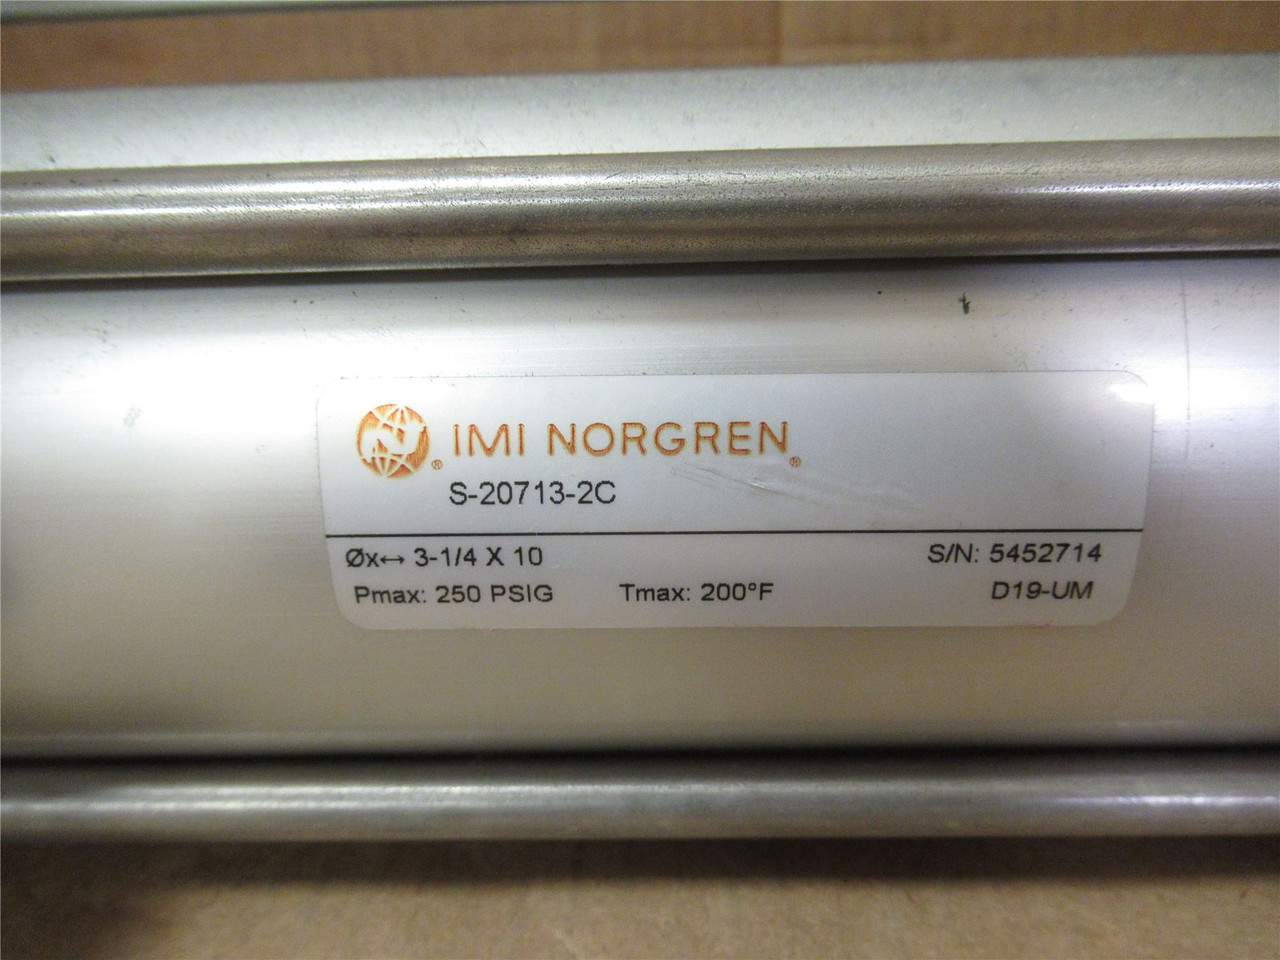 N® IMI NORGREN®
S-20713-2C
Øx↔ 3-1/4 X 10
S/N: 5452714
Pmax: 250 PSIG
Tmax: 200°F
D19-UM